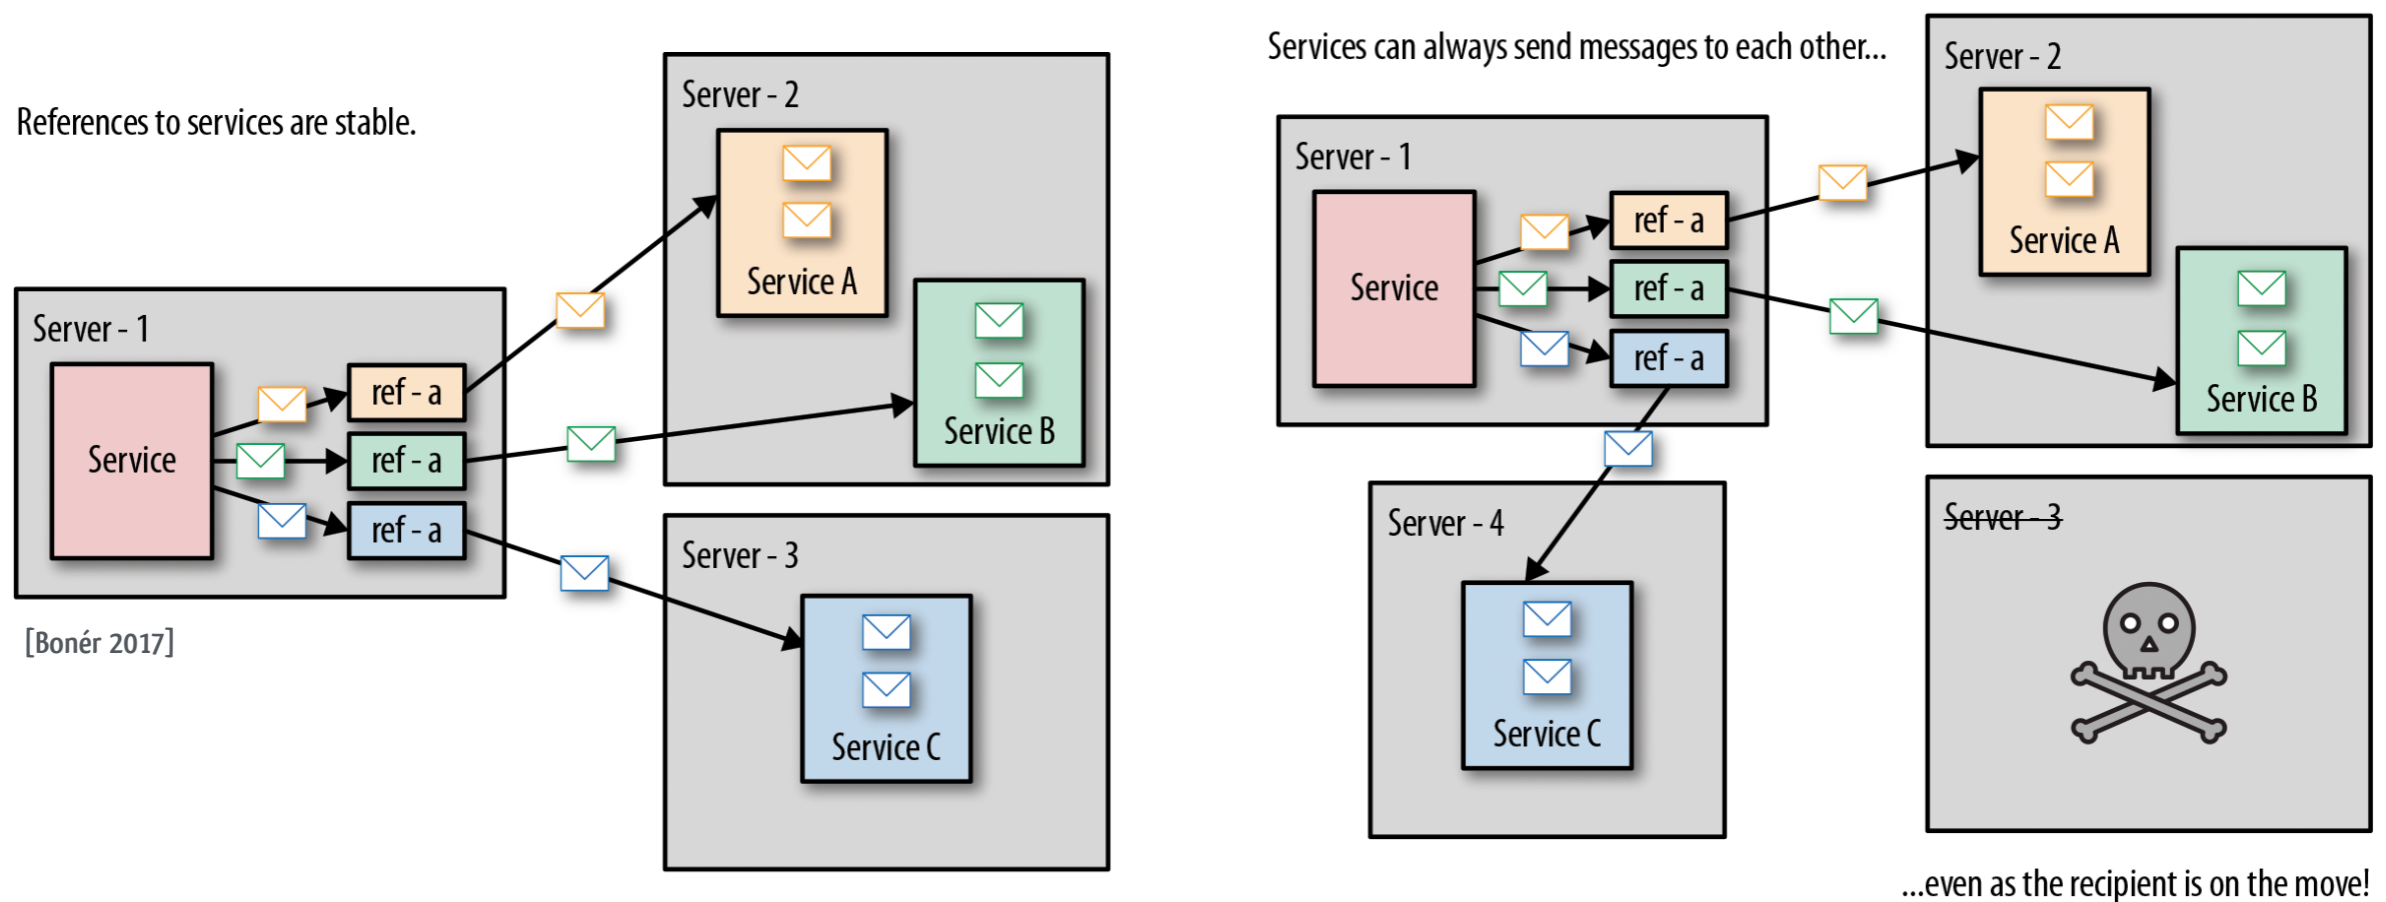 References to services are stable.
Server - 1
Service
ref - a
ref - a
ref - a
Server - 2
Service A
Service B
Server - 3
Service C
[Bonér 2017]
Services can always send messages to each other...
Server - 1
Service
ref - a
ref - a
ref - a
Server - 2
Service A
Service B
Server - 4
Service C
Server - 3
...even as the recipient is on the move!